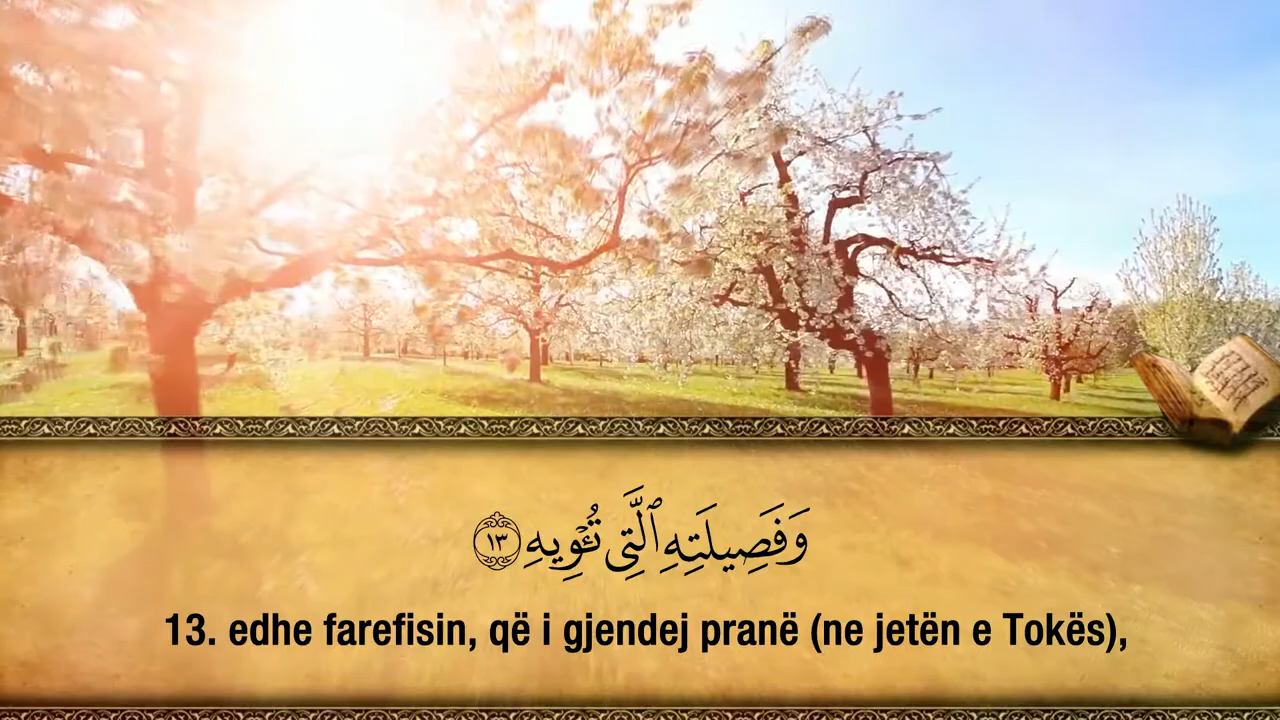 وَفَصِيلَتِهِ ٱلَّتِى تُـْٔوِيهِ ١٣
13. edhe farefisin, që i gjendej pranë (ne jetën e Tokës),